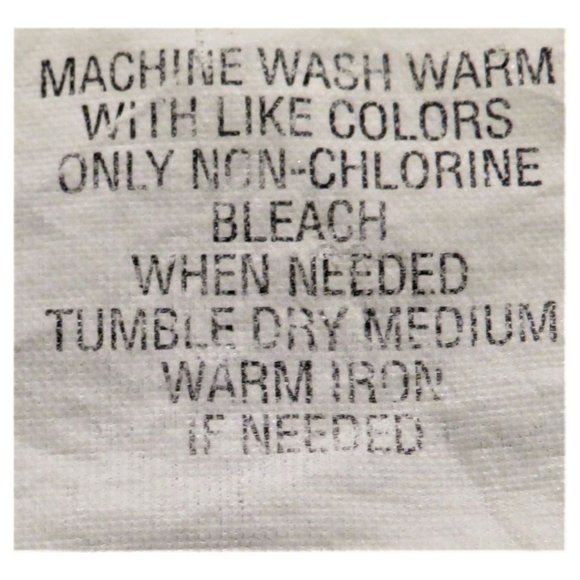 MACHINE WASH WARM
WITH LIKE COLORS
ONLY NON-CHLORINE
BLEACH
WHEN NEEDED
TUMBLE DRY MEDIUM
WARM IRON
IF NEEDED